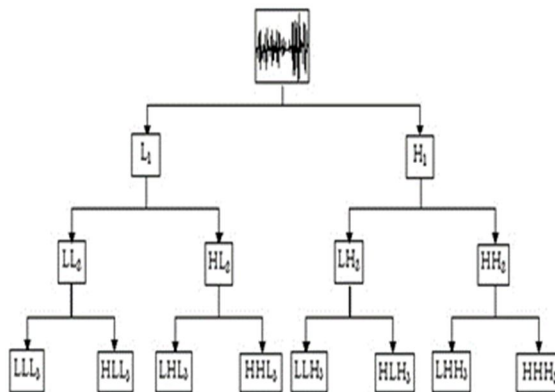 L₁ H₁
LL₂ HL₂ LH₂ HH₂
LLL₃ HLL₃ LHL₃ HHL₃ LLH₃ HLH₃ LHH₃ HHH₃